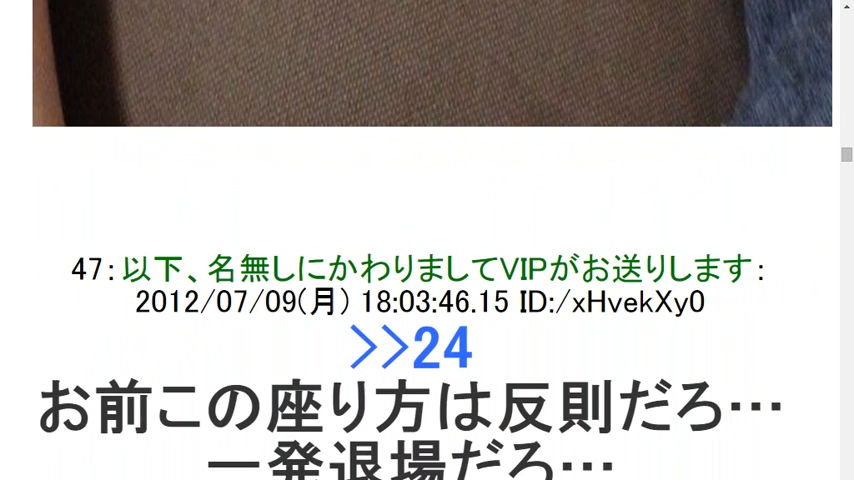 47：以下、名無しにかわりましてVIPがお送りします：
2012/07/09(月) 18:03:46.15 ID:/xHvekXy0
>>24
お前この座り方は反則だろ…
一発退場だろ…